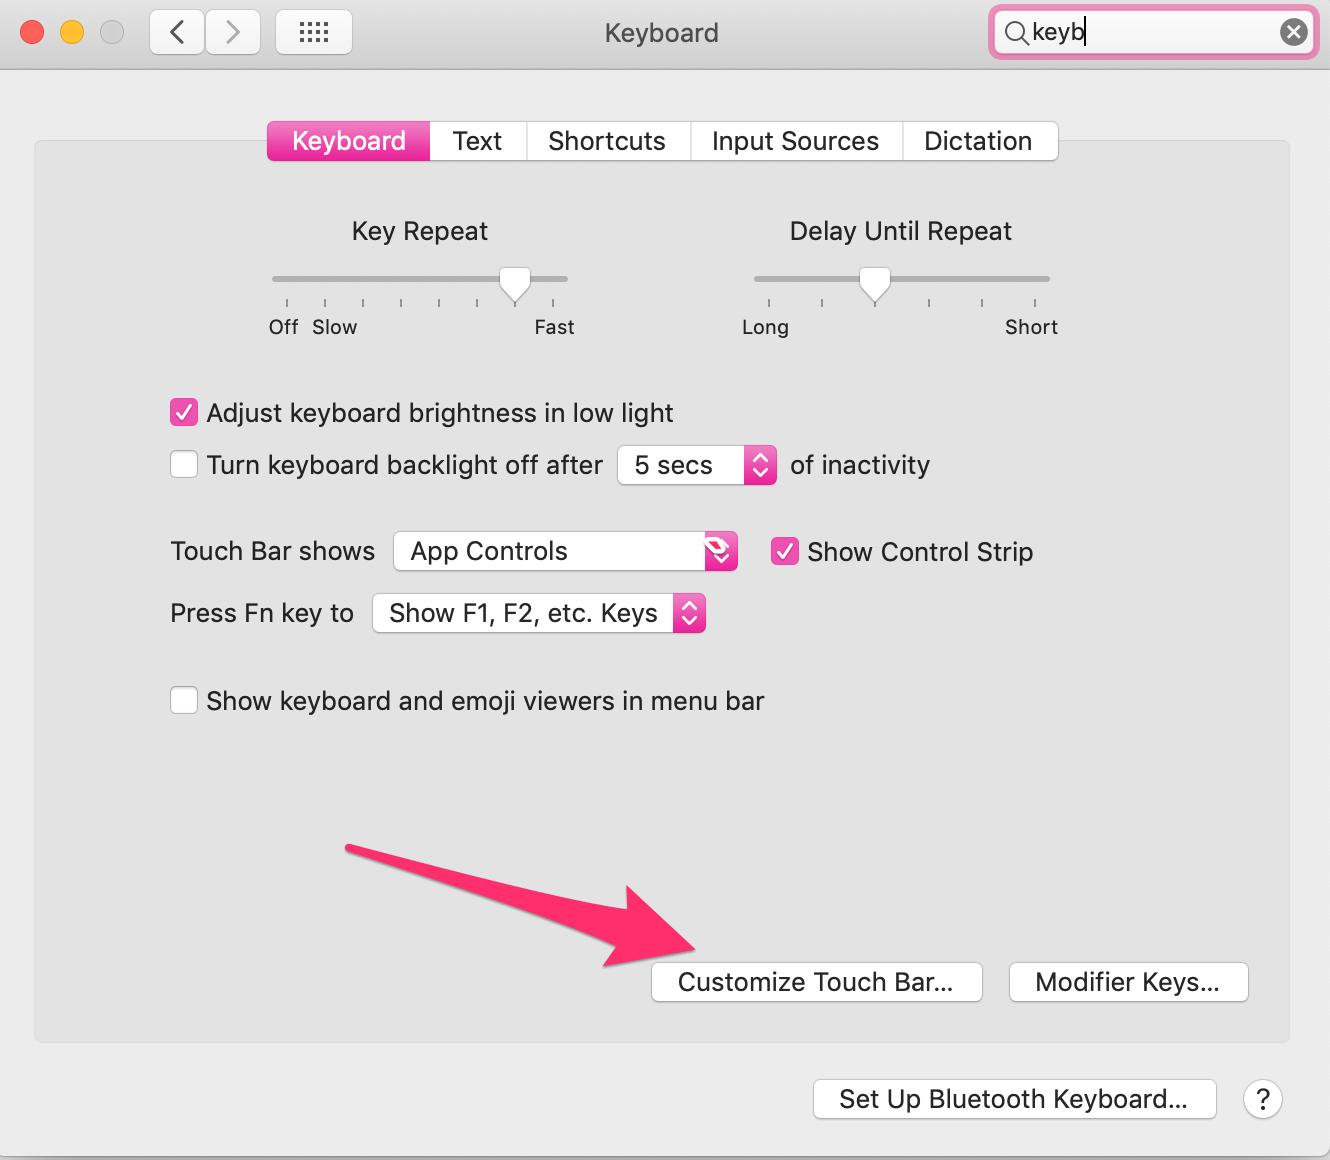 Keyboard
keyb
Keyboard Text Shortcuts Input Sources Dictation
Key Repeat
Delay Until Repeat
Off Slow Fast
Long Short
Adjust keyboard brightness in low light
Turn keyboard backlight off after 5 secs of inactivity
Touch Bar shows App Controls Show Control Strip
Press Fn key to Show F1, F2, etc. Keys
Show keyboard and emoji viewers in menu bar
Customize Touch Bar... Modifier Keys...
Set Up Bluetooth Keyboard... ?